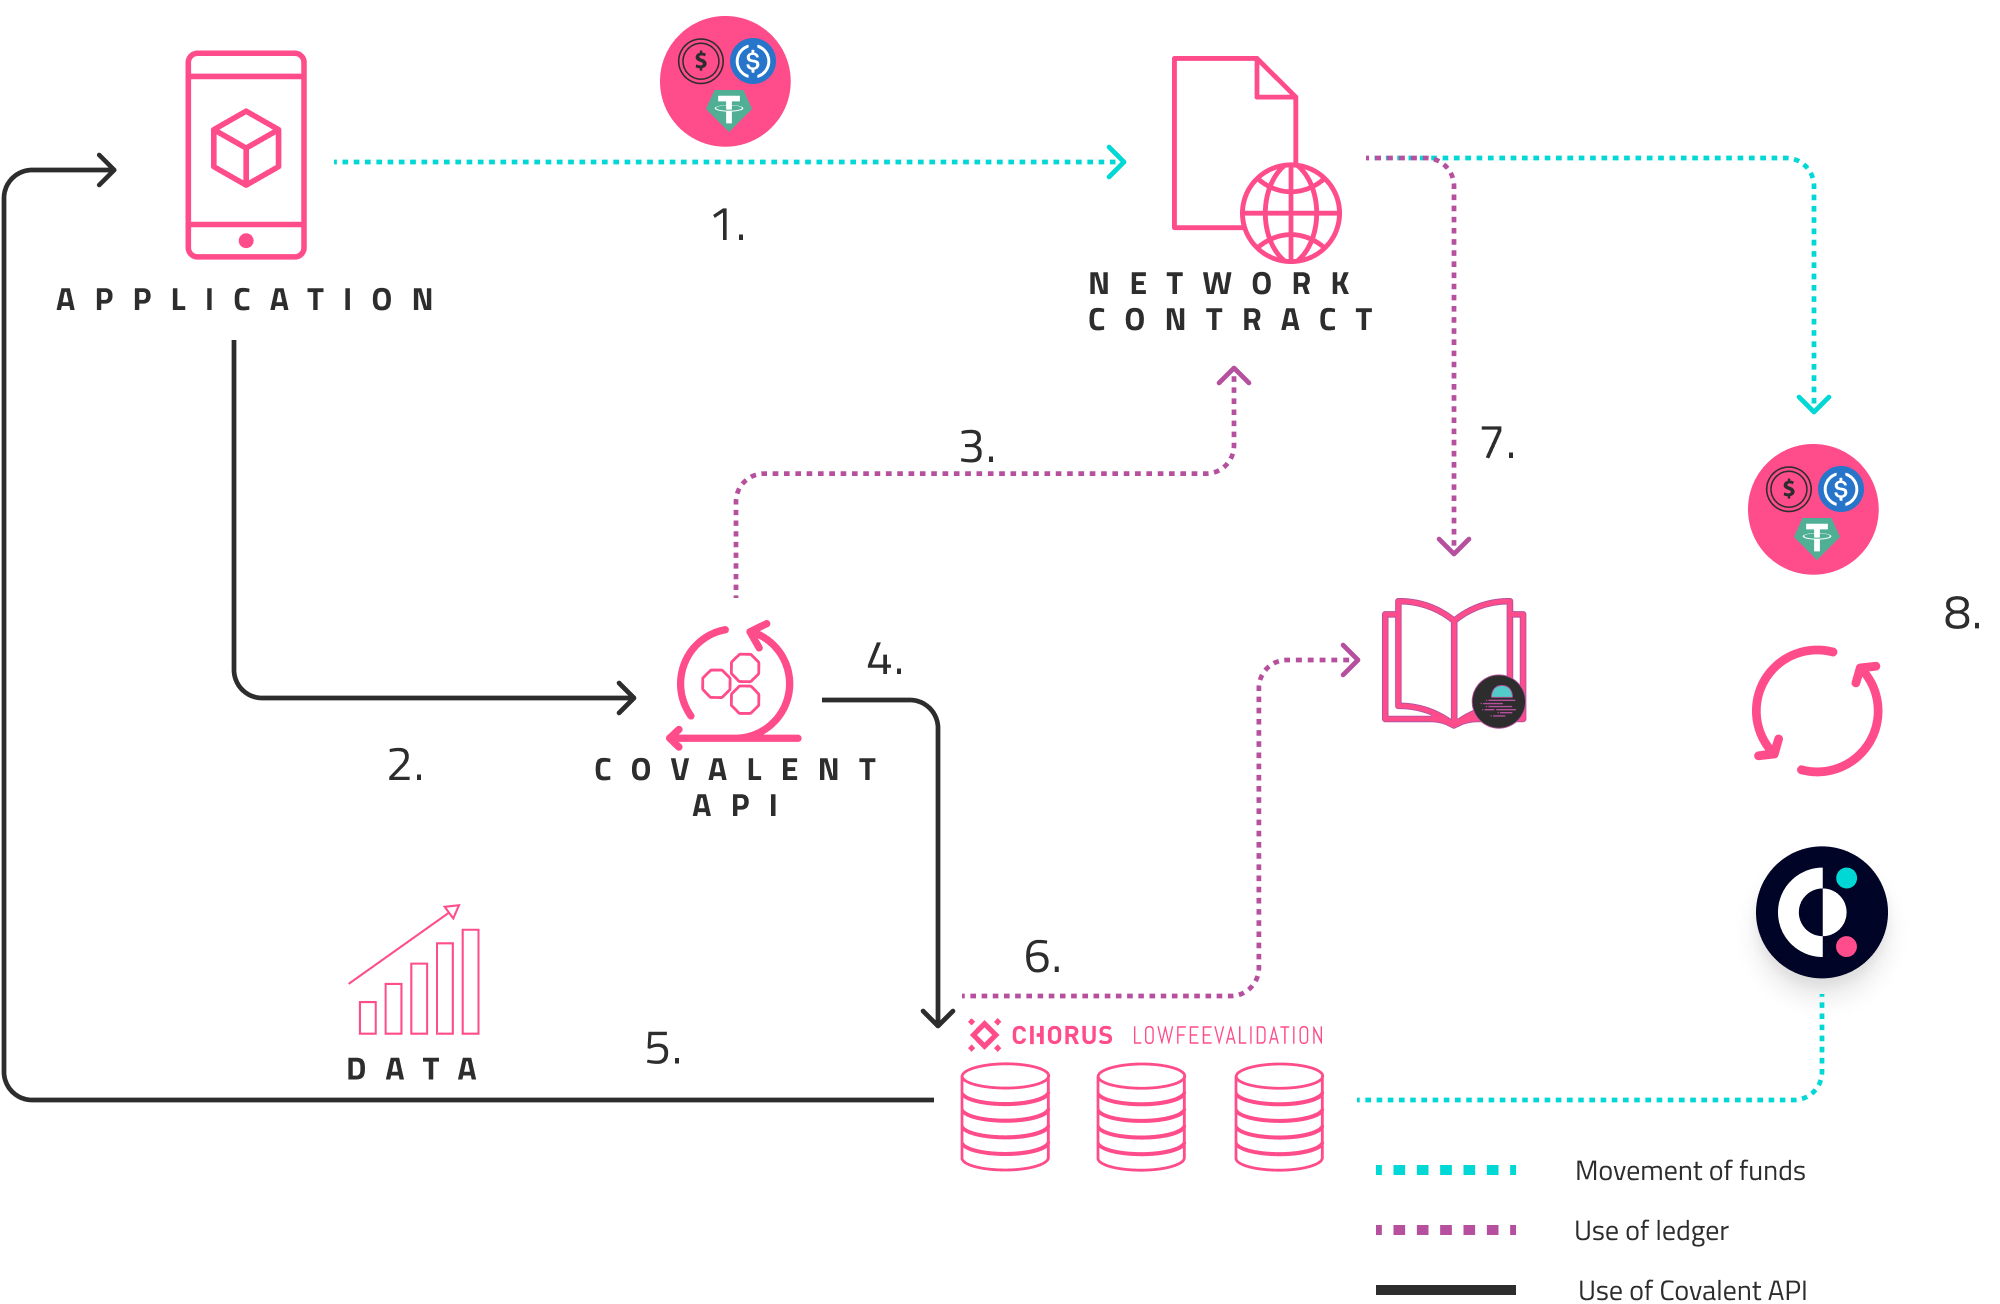 1.
APPLICATION
NETWORK
CONTRACT
3.
7.
8.
4.
2.
COVALENT
API
6.
CHORUS LOWFEEVALIDATION
5.
DATA
Movement of funds
Use of ledger
Use of Covalent API